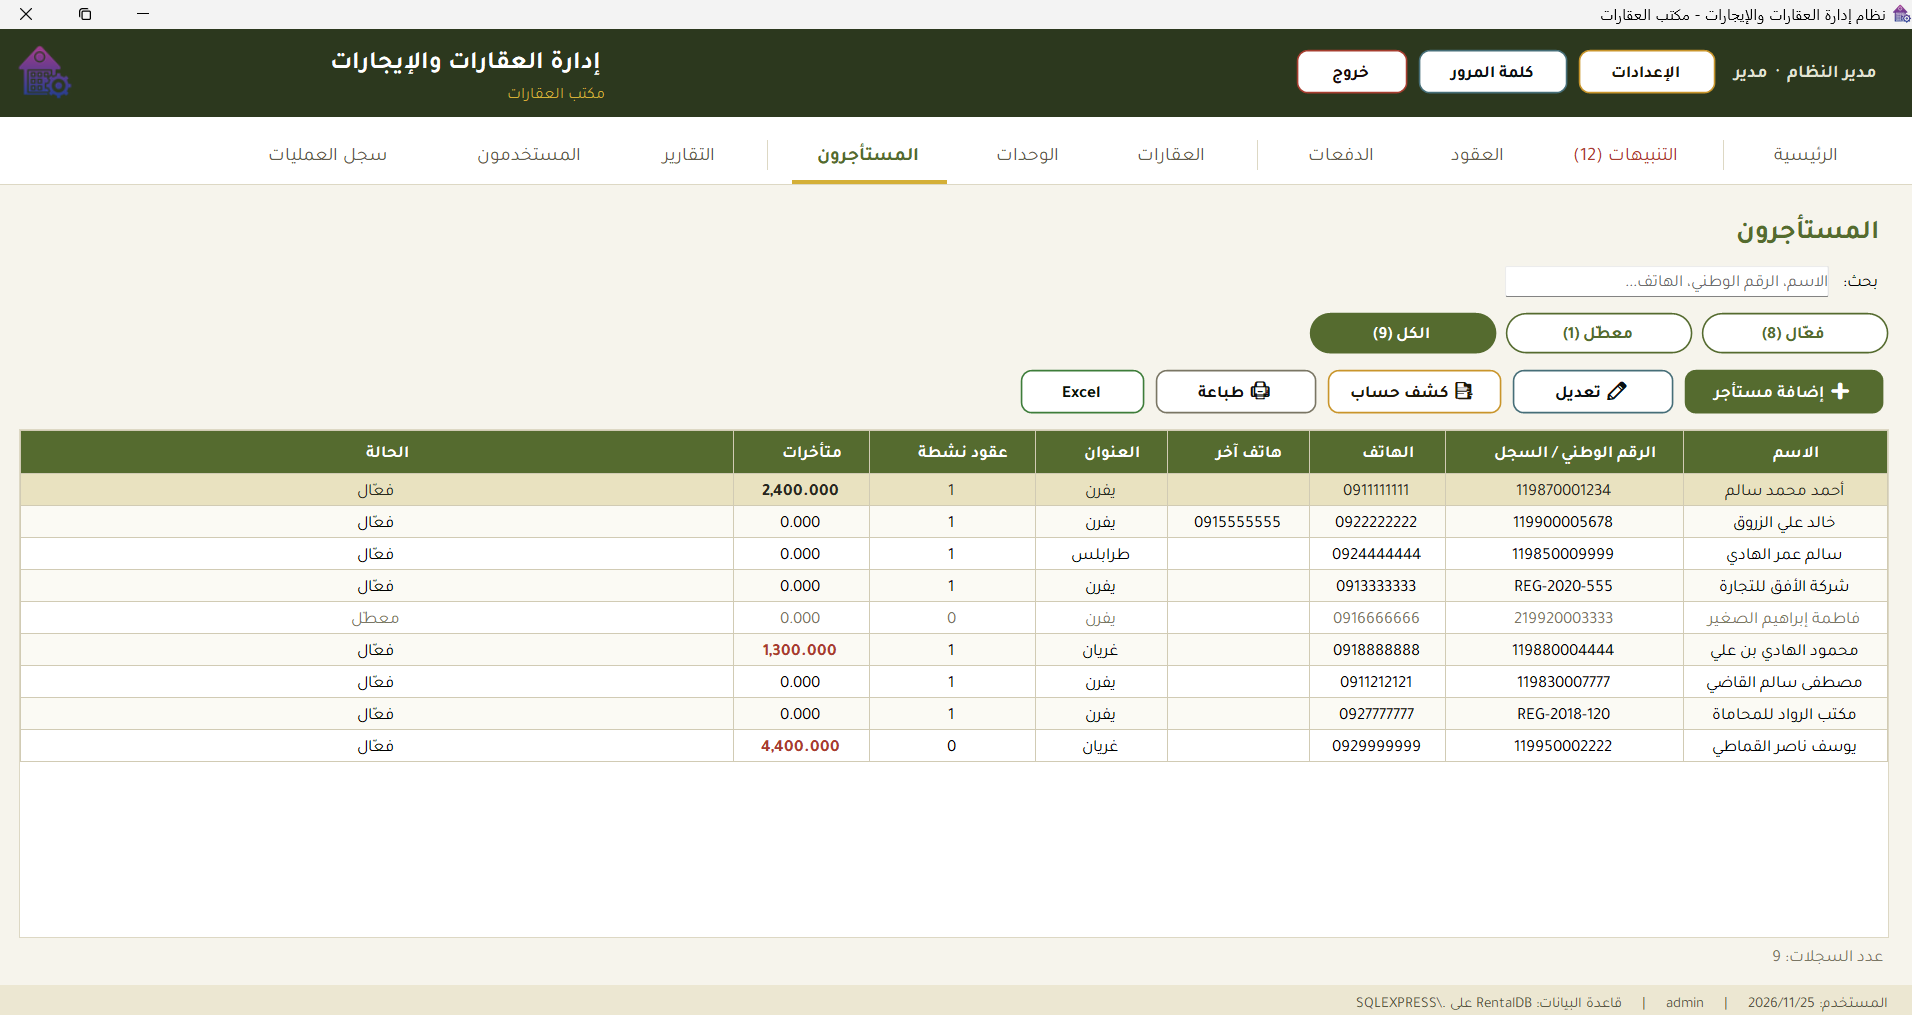 نظام إدارة العقارات والإيجارات - مكتب العقارات
مدير النظام · مدير
الإعدادات
كلمة المرور
خروج
إدارة العقارات والإيجارات
مكتب العقارات
الرئيسية
التنبيهات (12)
العقود
الدفعات
العقارات
الوحدات
المستأجرون
التقارير
المستخدمون
سجل العمليات
المستأجرون
بحث: الاسم، الرقم الوطني، الهاتف...
فعّال (8)
معطّل (1)
الكل (9)
إضافة مستأجر
تعديل
كشف حساب
طباعة
Excel
الاسم الرقم الوطني / السجل الهاتف هاتف آخر العنوان عقود نشطة متأخرات الحالة
أحمد محمد سالم 119870001234 0911111111 يفرن 1 2,400.000 فعّال
خالد علي الزروق 119900005678 0922222222 0915555555 يفرن 1 0.000 فعّال
سالم عمر الهادي 119850009999 0924444444 طرابلس 1 0.000 فعّال
شركة الأفق للتجارة REG-2020-555 0913333333 يفرن 1 0.000 فعّال
فاطمة إبراهيم الصغير 219920003333 0916666666 يفرن 0 0.000 معطّل
محمود الهادي بن علي 119880004444 0918888888 غريان 1 1,300.000 فعّال
مصطفى سالم القاضي 119830007777 0911212121 يفرن 1 0.000 فعّال
مكتب الرواد للمحاماة REG-2018-120 0927777777 يفرن 1 0.000 فعّال
يوسف ناصر القماطي 119950002222 0929999999 غريان 0 4,400.000 فعّال
عدد السجلات: 9
المستخدم: 2026/11/25 | admin | قاعدة البيانات: RentalDB على .\SQLEXPRESS